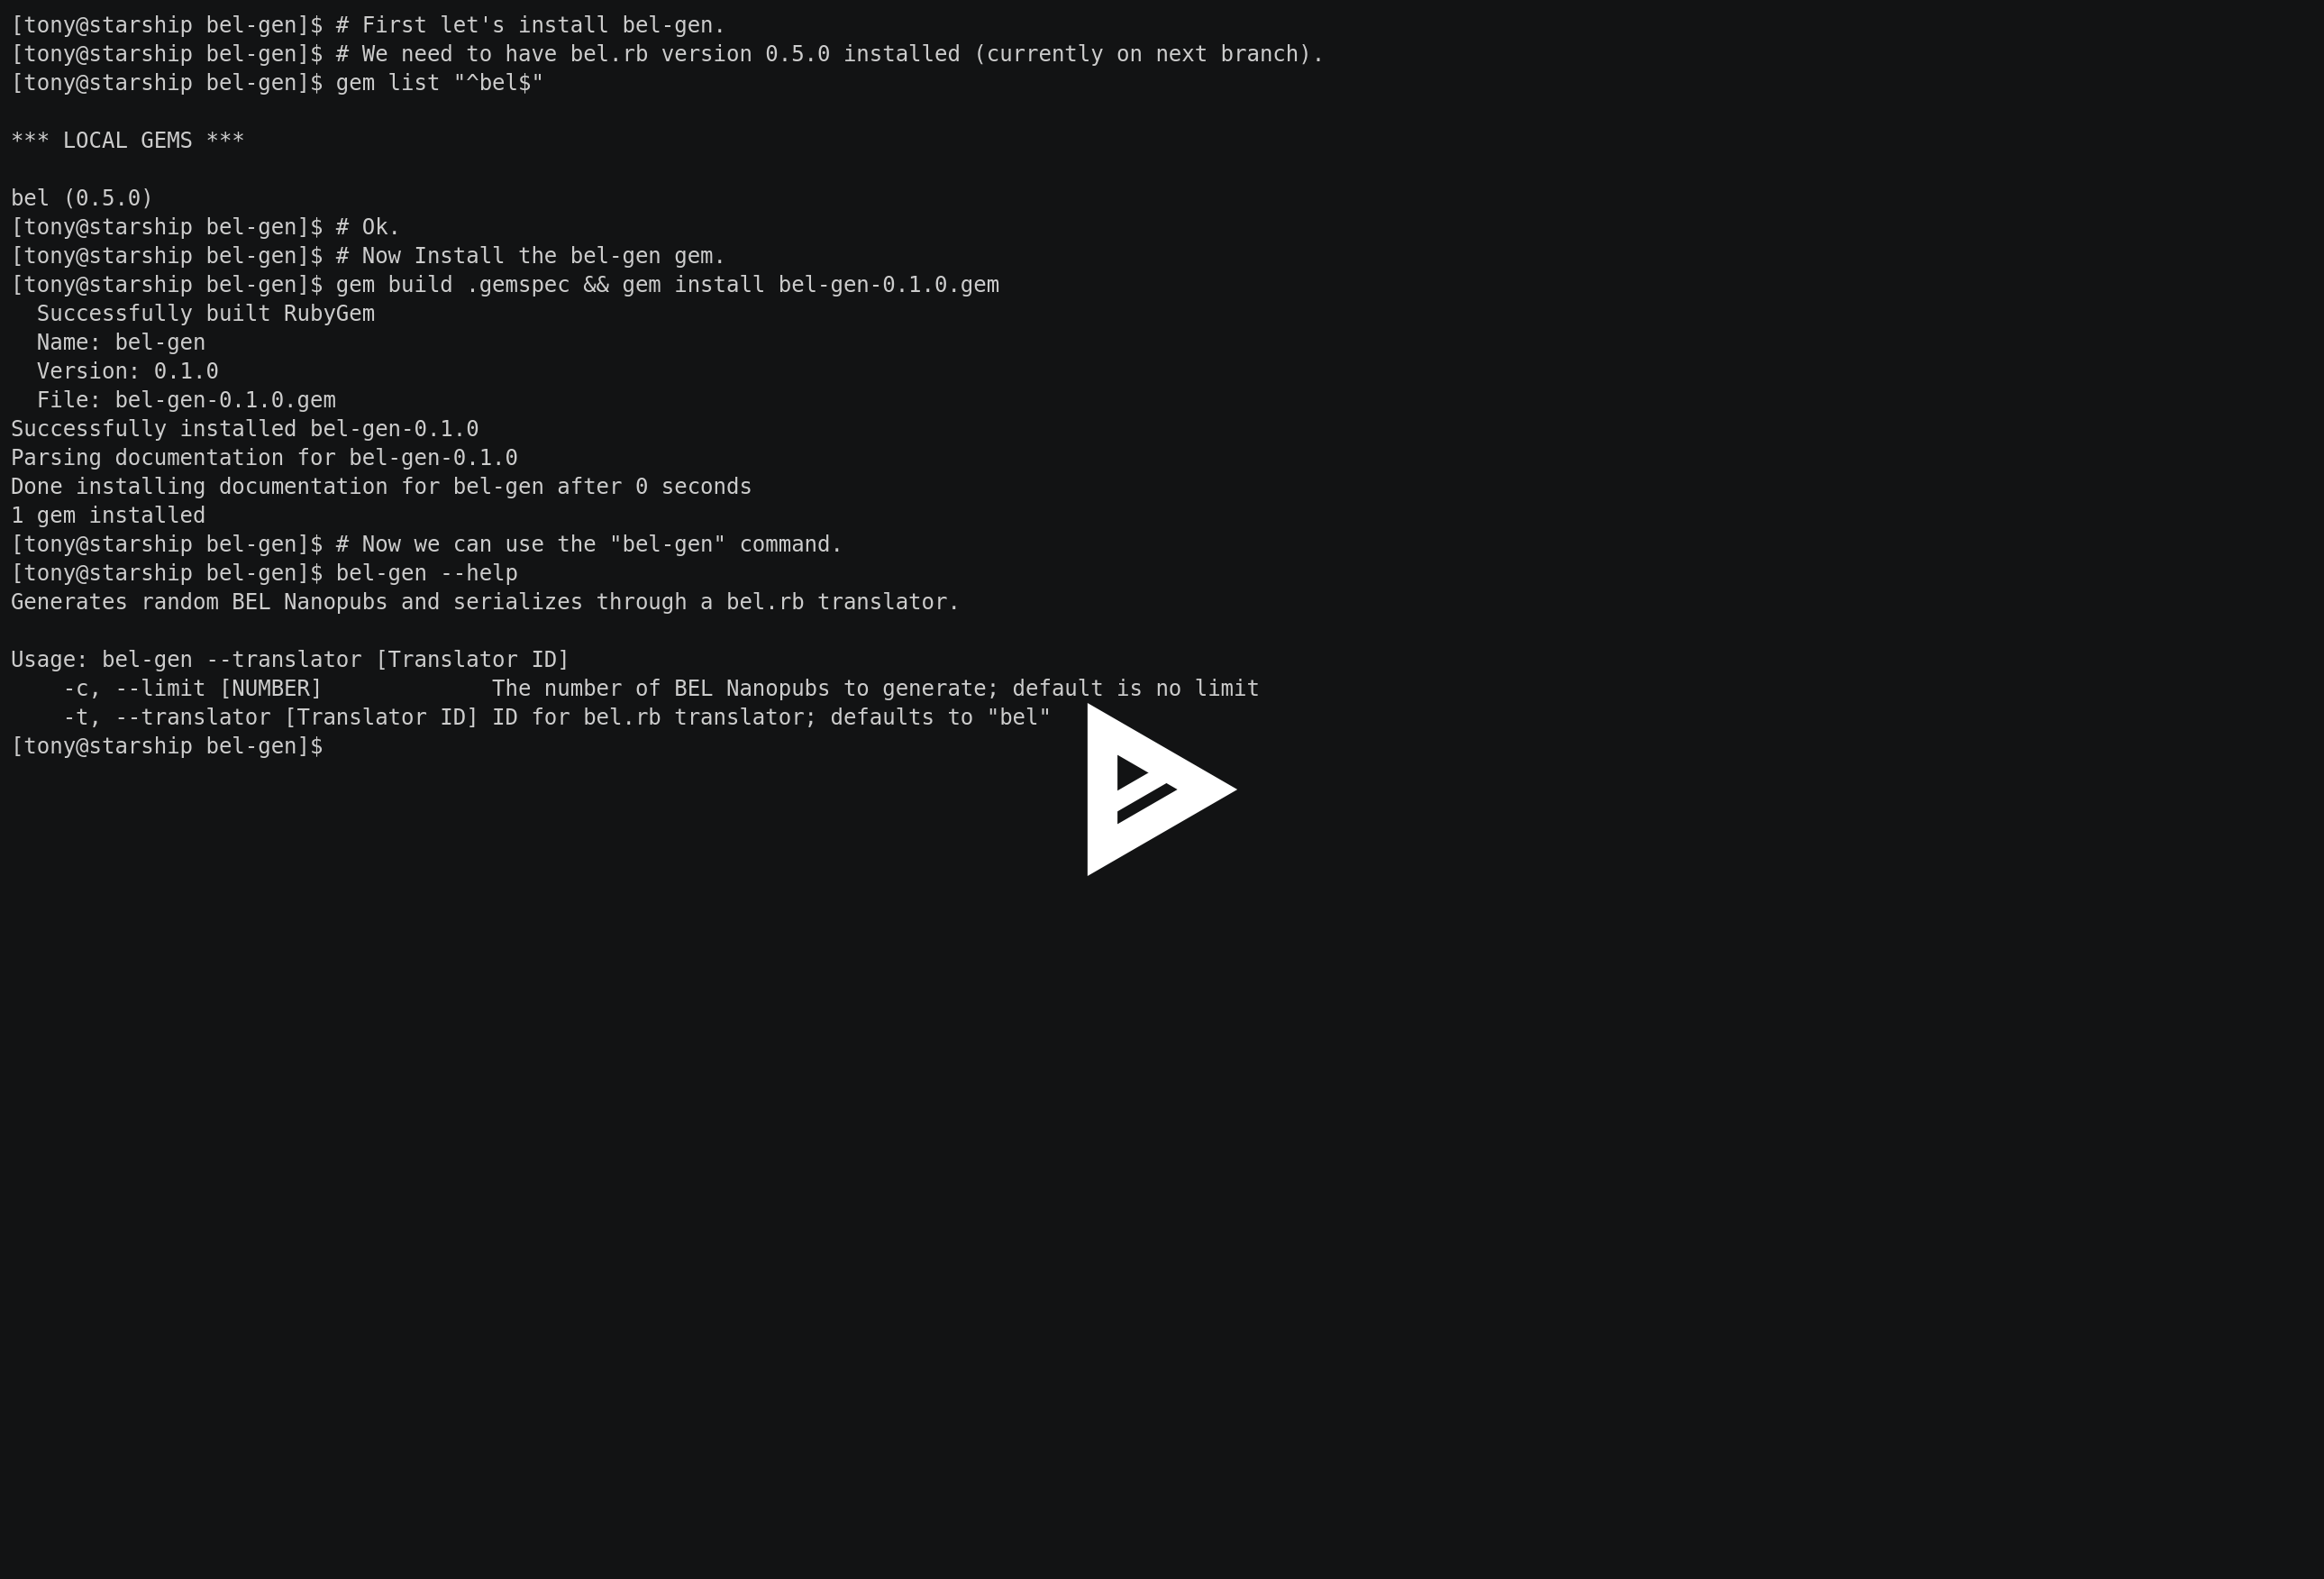 [tony@starship bel-gen]$ # First let's install bel-gen.
[tony@starship bel-gen]$ # We need to have bel.rb version 0.5.0 installed (currently on next branch).
[tony@starship bel-gen]$ gem list "^bel$"
*** LOCAL GEMS ***
bel (0.5.0)
[tony@starship bel-gen]$ # Ok.
[tony@starship bel-gen]$ # Now Install the bel-gen gem.
[tony@starship bel-gen]$ gem build .gemspec && gem install bel-gen-0.1.0.gem
  Successfully built RubyGem
  Name: bel-gen
  Version: 0.1.0
  File: bel-gen-0.1.0.gem
Successfully installed bel-gen-0.1.0
Parsing documentation for bel-gen-0.1.0
Done installing documentation for bel-gen after 0 seconds
1 gem installed
[tony@starship bel-gen]$ # Now we can use the "bel-gen" command.
[tony@starship bel-gen]$ bel-gen --help
Generates random BEL Nanopubs and serializes through a bel.rb translator.
Usage: bel-gen --translator [Translator ID]
    -c, --limit [NUMBER]             The number of BEL Nanopubs to generate; default is no limit
    -t, --translator [Translator ID] ID for bel.rb translator; defaults to "bel"
[tony@starship bel-gen]$